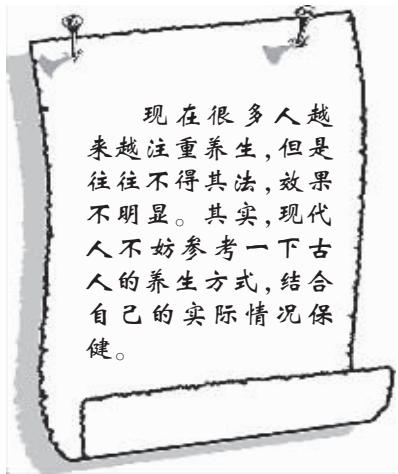 现在很多人越
来越注重养生,但是
往往不得其法,效果
不明显。其实,现代
人不妨参考一下古
人的养生方式,结合
自己的实际情况保
健。